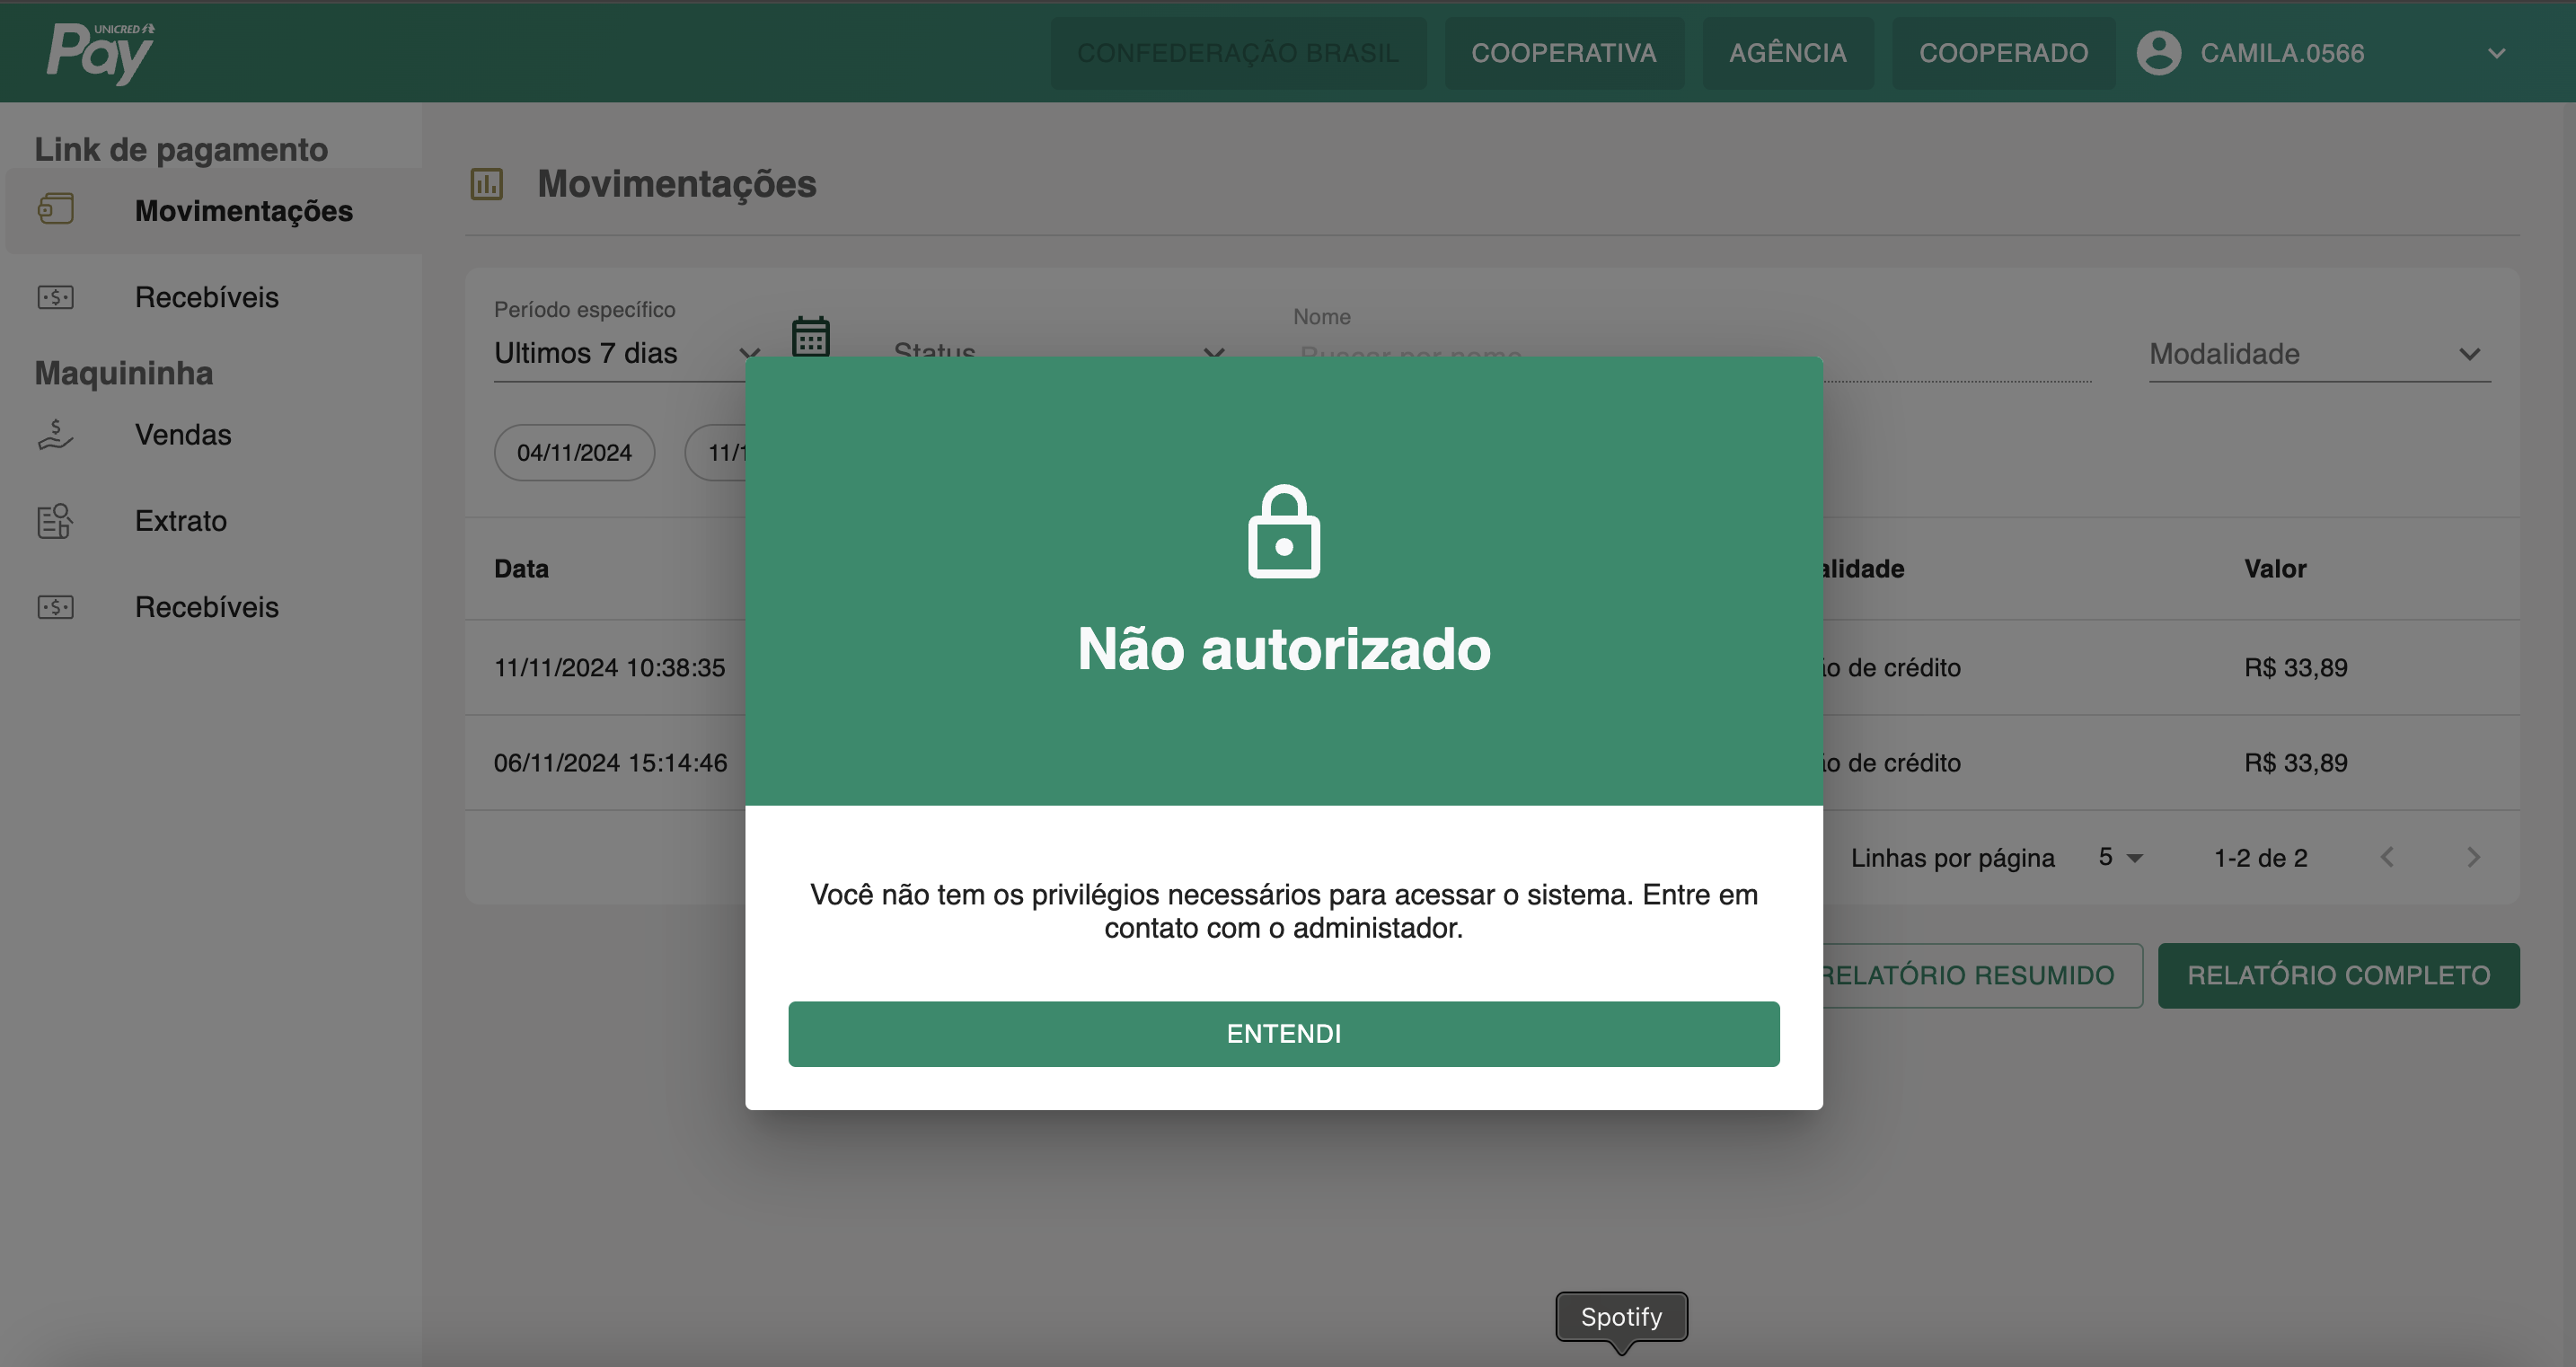 UNICRED
Pay
CONFEDERAÇÃO BRASIL
COOPERATIVA
AGÊNCIA
COOPERADO
CAMILA.0566
Link de pagamento
Movimentações
Recebíveis
Maquininha
Vendas
Extrato
Recebíveis
Movimentações
Período específico
Ultimos 7 dias
Status
Nome
Buscar por nome
Modalidade
04/11/2024
11/1
Data
alidade
Valor
11/11/2024 10:38:35
ão de crédito
R$ 33,89
06/11/2024 15:14:46
ão de crédito
R$ 33,89
Linhas por página
5
1-2 de 2
RELATÓRIO RESUMIDO
RELATÓRIO COMPLETO
Não autorizado
Você não tem os privilégios necessários para acessar o sistema. Entre em
contato com o administador.
ENTENDI
Spotify